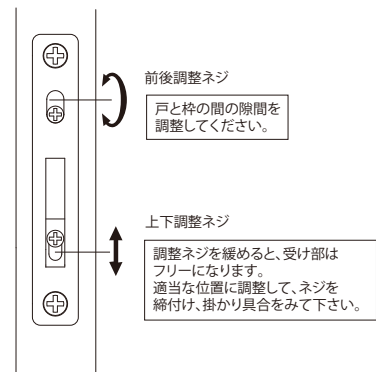 前後調整ネジ
戸と枠の間の隙間を
調整してください。
上下調整ネジ
調整ネジを緩めると、受け部は
フリーになります。
適当な位置に調整して、ネジを
締付け、掛かり具合をみて下さい。